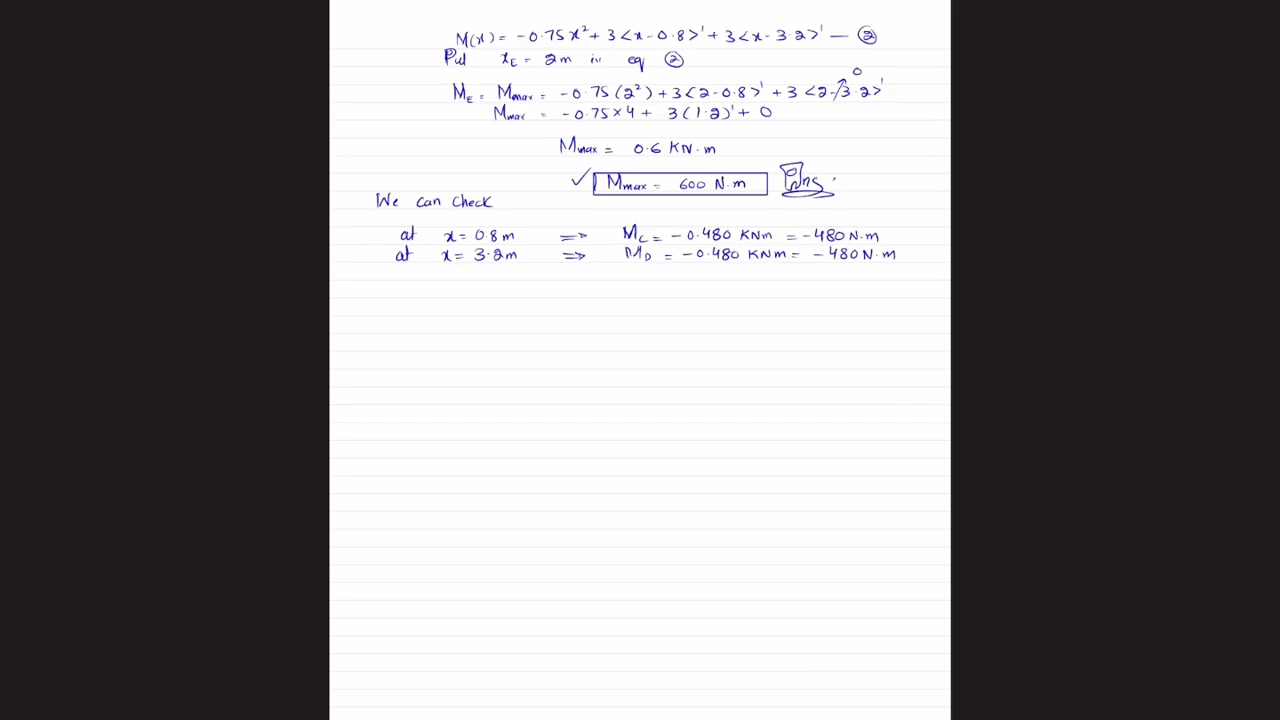 M(x) = -0.75x² + 3<x-0.8>¹ + 3<x-3.2>¹ — ②
Put x_E = 2m in eq ②
0
M_E = M_max = -0.75(2²) + 3<2-0.8>¹ + 3<2-3.2>¹
M_max = -0.75×4 + 3(1.2)¹ + 0
M_max = 0.6 KN.m
✓ M_max = 600 N.m Ans.
We can check
at x = 0.8m ⇒ M_C = -0.480 KNm = -480 N.m
at x = 3.2m ⇒ M_D = -0.480 KNm = -480 N.m